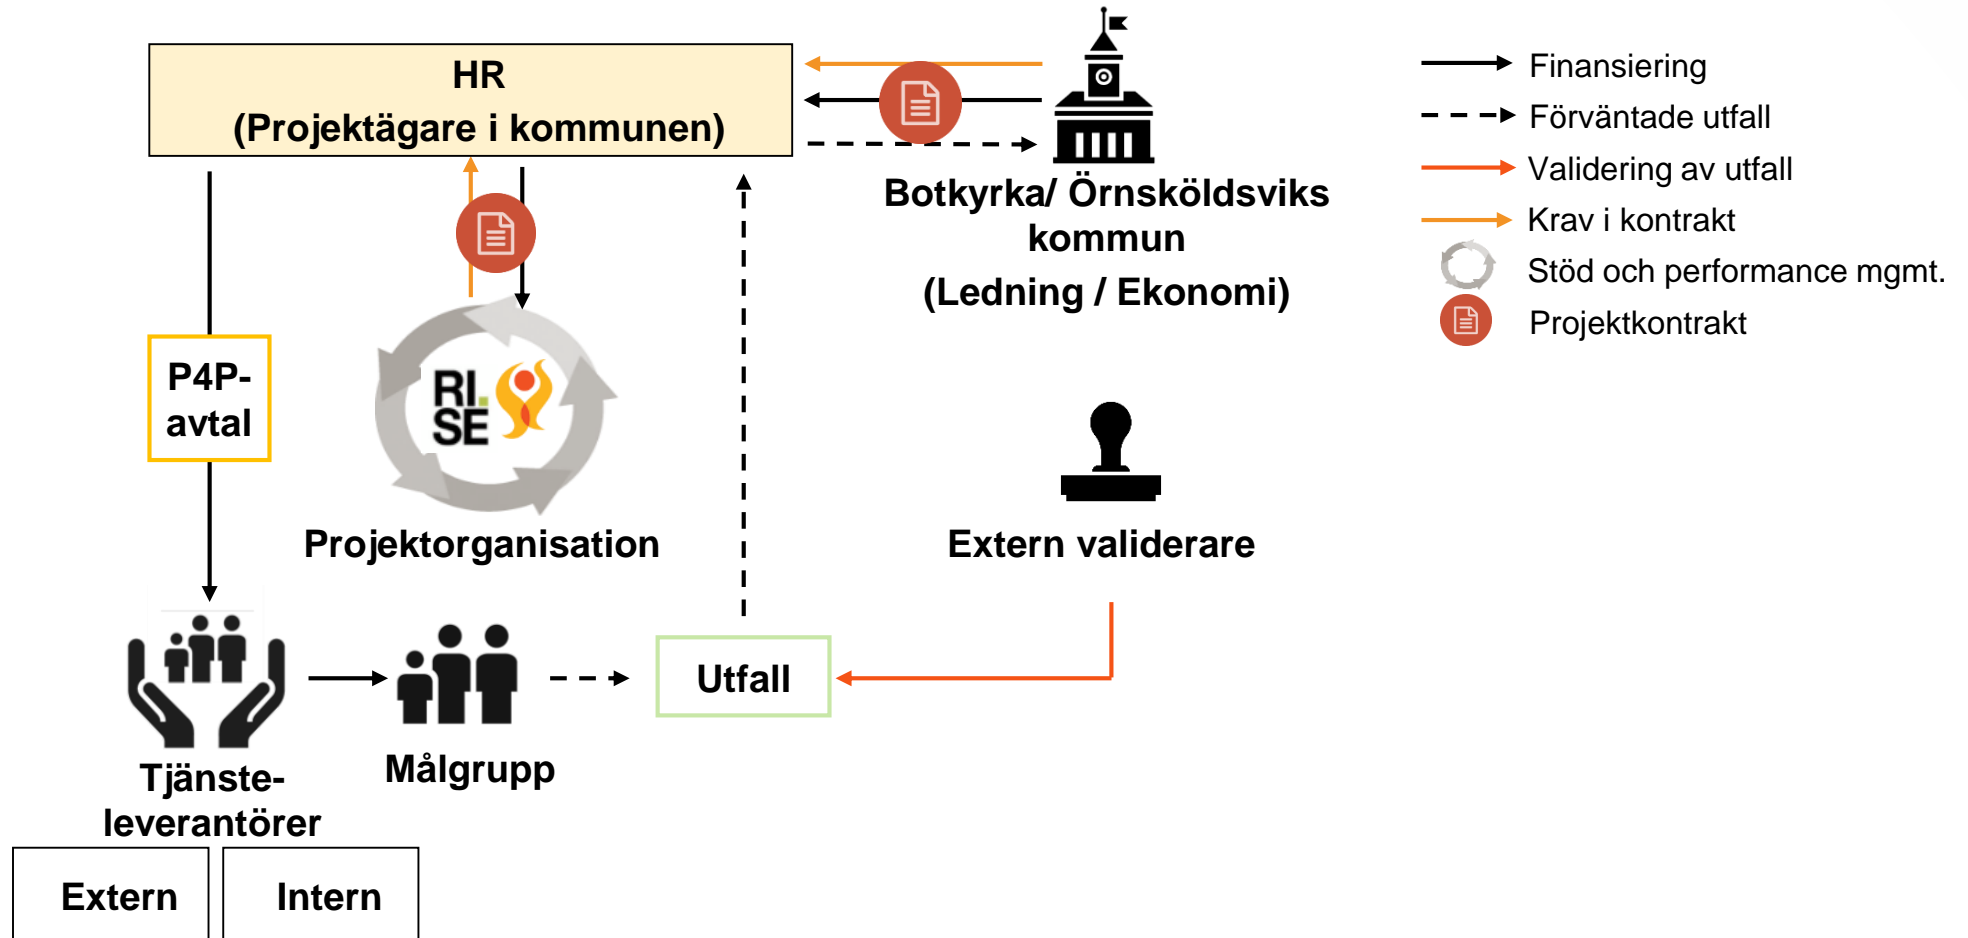 HR
(Projektägare i kommunen)
Botkyrka/ Örnsköldsviks
kommun
(Ledning / Ekonomi)
Finansiering
Förväntade utfall
Validering av utfall
Krav i kontrakt
Stöd och performance mgmt.
Projektkontrakt
P4P-
avtal
RI.
SE
Projektorganisation
Extern validerare
Utfall
Målgrupp
Tjänste-
leverantörer
Extern
Intern